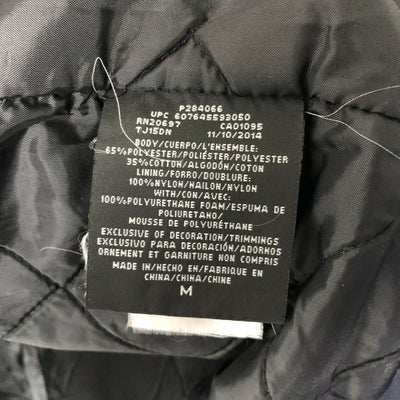 P284066
UPC 607645593050
RN20697 CA01095
TJ15DN 11/10/2014
BODY/CUERPO/L'ENSEMBLE:
65%POLYESTER/POLIÉSTER/POLYESTER
35%COTTON/ALGODÓN/COTON
LINING/FORRO/DOUBLURE:
100%NYLON/NAILON/NYLON
WITH/CON/AVEC:
100%POLYURETHANE FOAM/ESPUMA DE
POLIURETANO/
MOUSSE DE POLYURÉTHANE
EXCLUSIVE OF DECORATION/TRIMMINGS
EXCLUSIVO PARA DECORACIÓN/ADORNOS
ORNEMENT ET GARNITURE NON COMPRIS
MADE IN/HECHO EN/FABRIQUE EN
CHINA/CHINA/CHINE
M